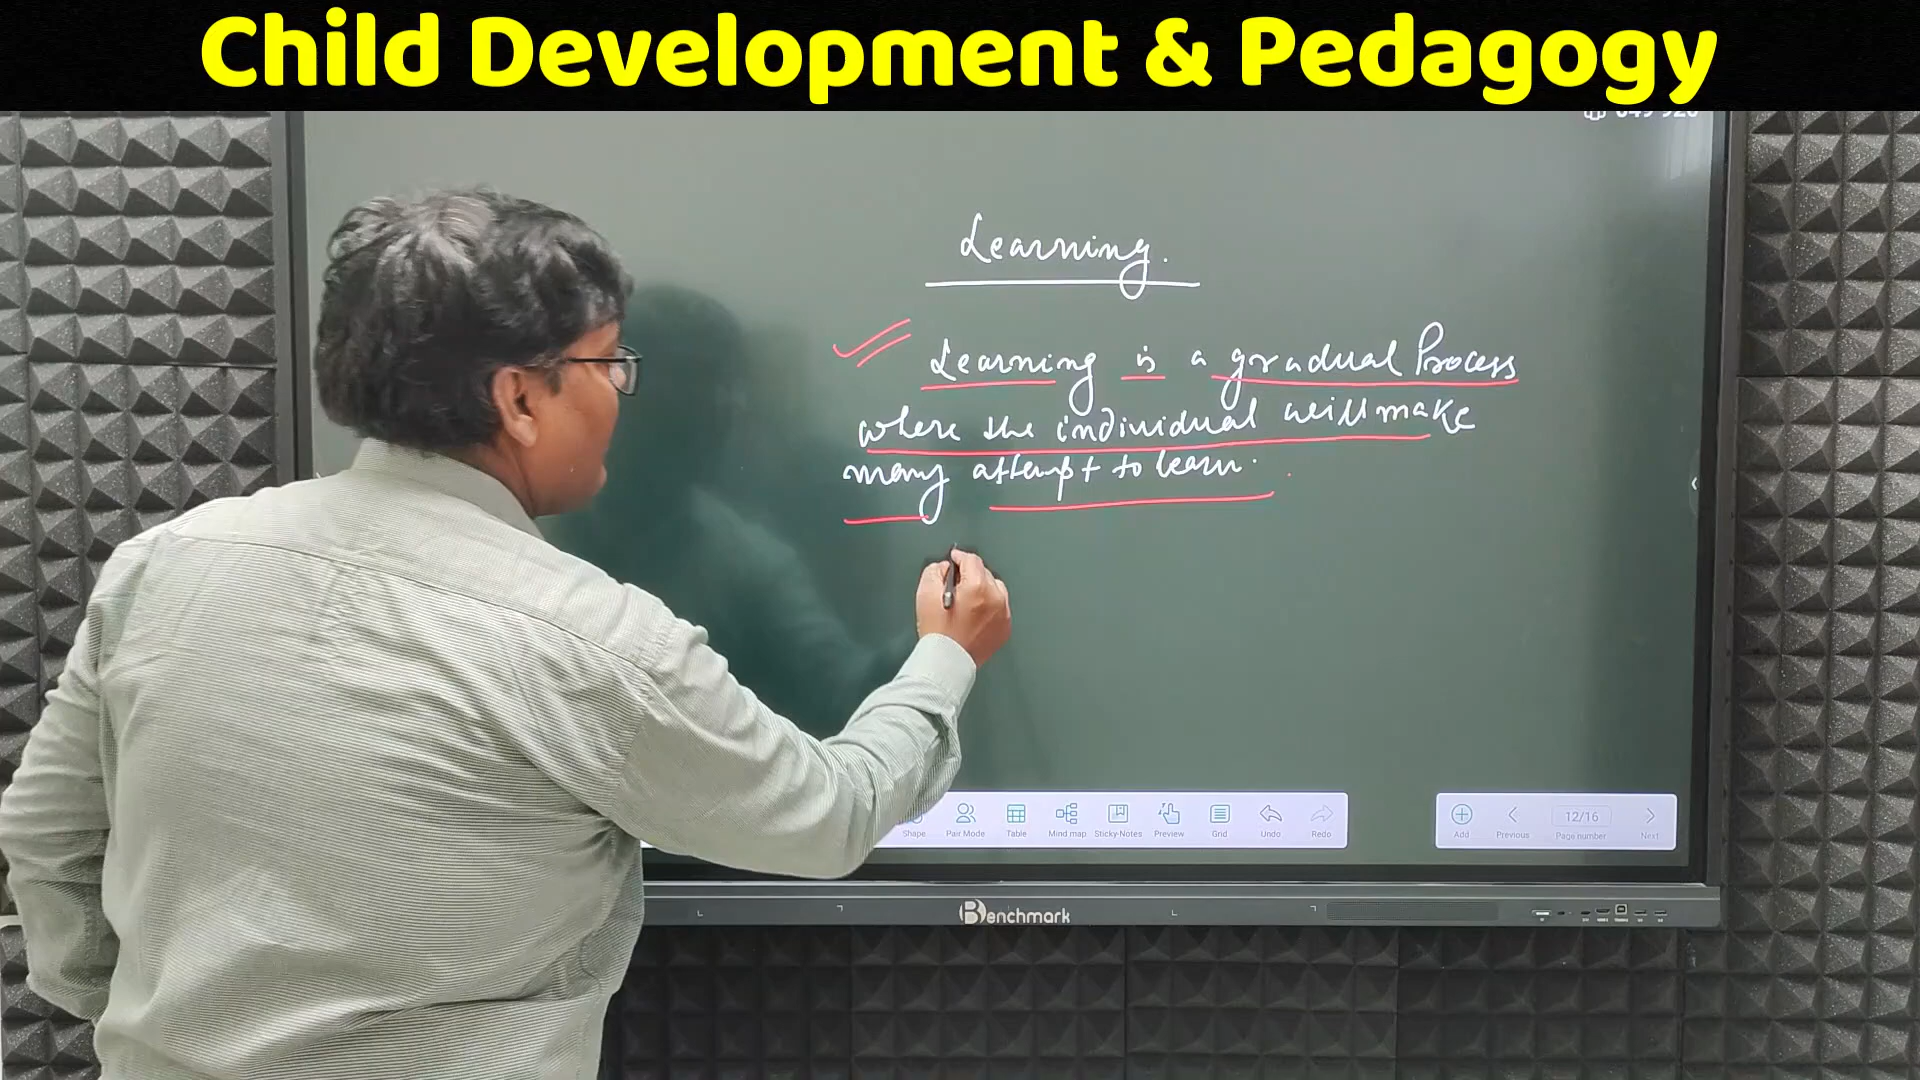 Child Development & Pedagogy
Learning.
Learning is a gradual Process
where the individual will make
many attempt to learn.
Shape Pair Mode Table Mind map Sticky-Notes Preview Grid Undo Redo
Add Previous 12/16 Page number Next
Benchmark